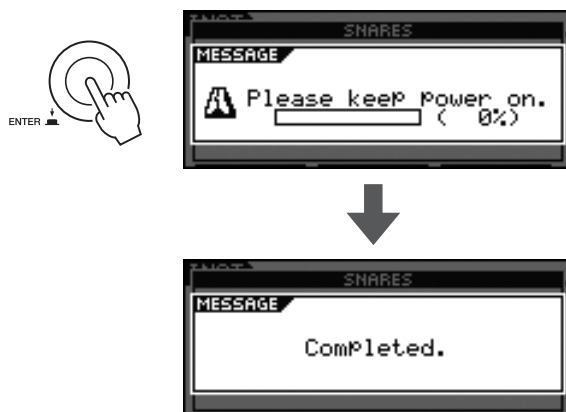 SNARES
MESSAGE
Please keep power on.
( 0%)
ENTER
SNARES
MESSAGE
Completed.